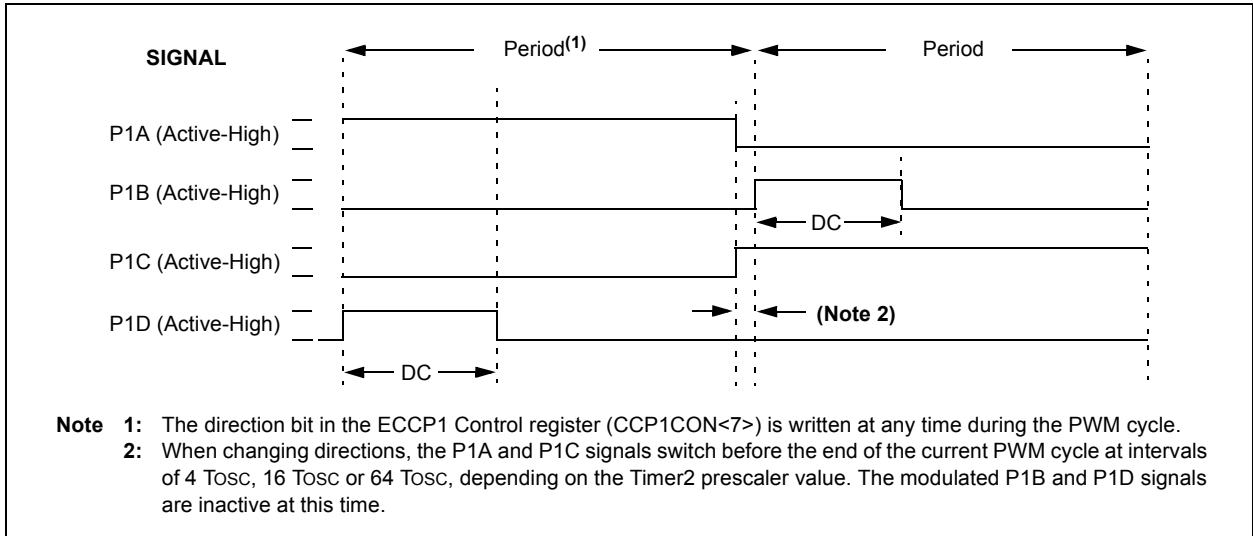 SIGNAL
Period(1)
Period
P1A (Active-High)
P1B (Active-High)
DC
P1C (Active-High)
P1D (Active-High)
(Note 2)
DC
Note 1: The direction bit in the ECCP1 Control register (CCP1CON<7>) is written at any time during the PWM cycle.
2: When changing directions, the P1A and P1C signals switch before the end of the current PWM cycle at intervals
of 4 TOSC, 16 TOSC or 64 TOSC, depending on the Timer2 prescaler value. The modulated P1B and P1D signals
are inactive at this time.